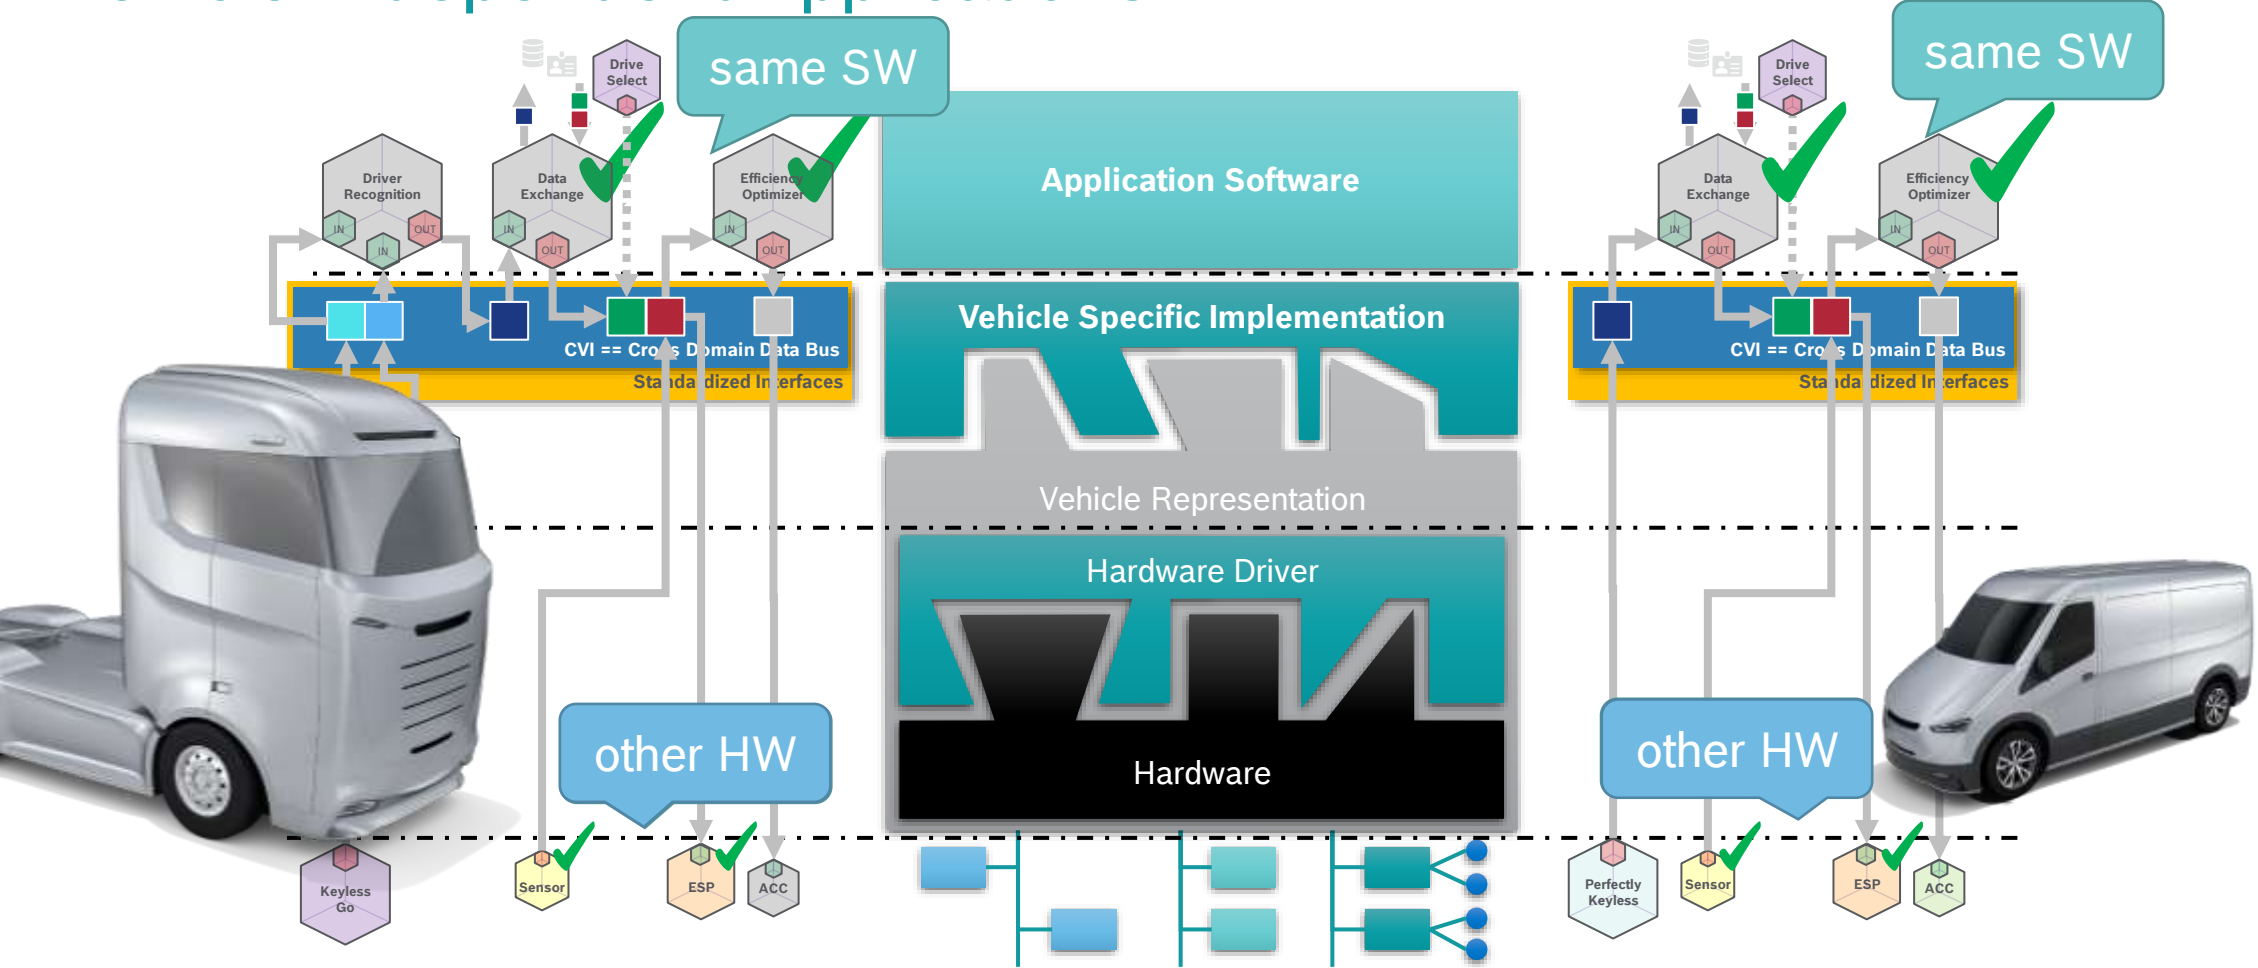 same SW
same SW
Drive
Select
Driver
Recognition
IN
IN
OUT
Data
Exchange
IN
OUT
Efficiency
Optimizer
IN
OUT
Application Software
Drive
Select
Data
Exchange
IN
OUT
Efficiency
Optimizer
IN
OUT
CVI == Cross Domain Data Bus
Standardized Interfaces
Vehicle Specific Implementation
CVI == Cross Domain Data Bus
Standardized Interfaces
Vehicle Representation
Hardware Driver
other HW
Hardware
other HW
Keyless
Go
Sensor
ESP
ACC
Perfectly
Keyless
Sensor
ESP
ACC